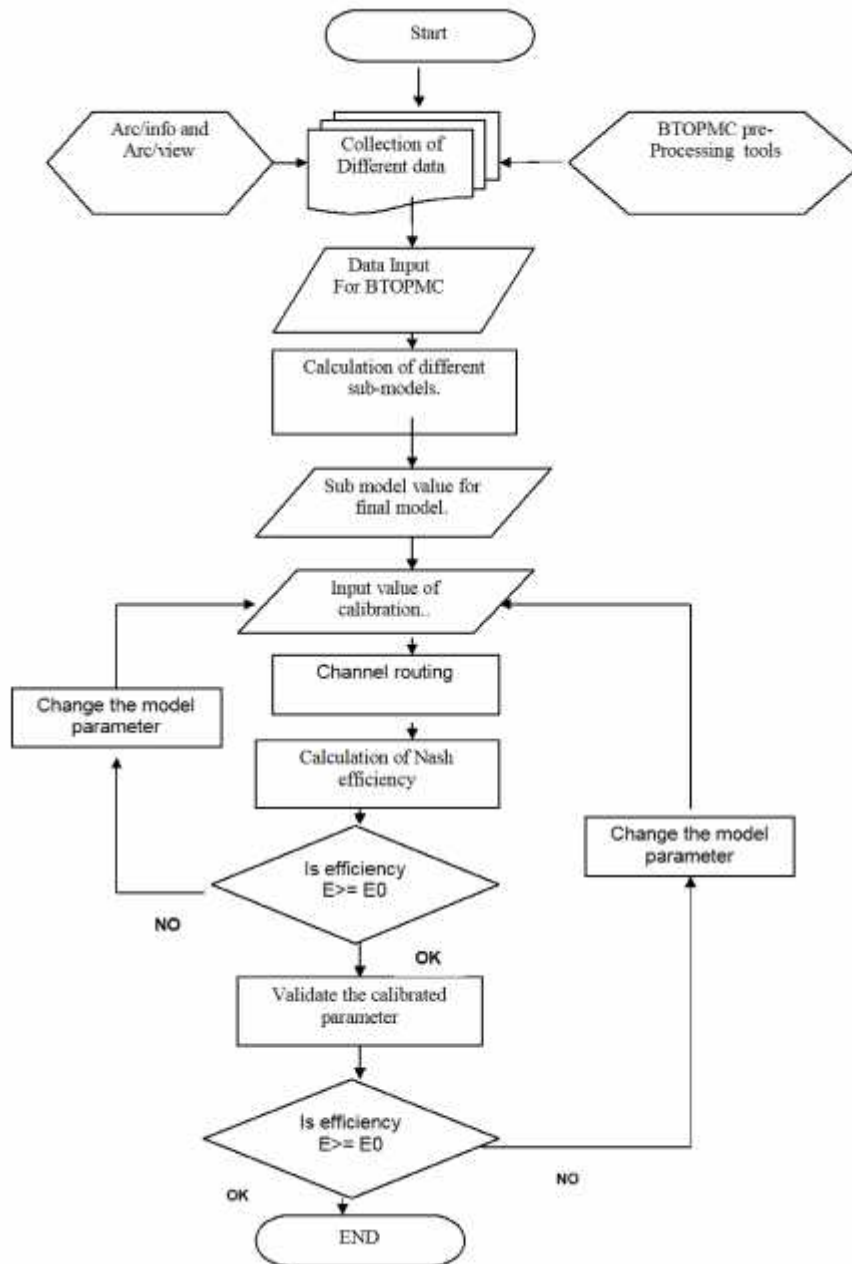 Start
Arc/info and
Arc/view
Collection of
Different data
BTOPMC pre-
Processing tools
Data Input
For BTOPMC
Calculation of different
sub-models.
Sub model value for
final model.
Input value of
calibration..
Channel routing
Change the model
parameter
Calculation of Nash
efficiency
Change the model
parameter
Is efficiency
E>= E0
NO
OK
Validate the calibrated
parameter
Is efficiency
E>= E0
NO
OK
END